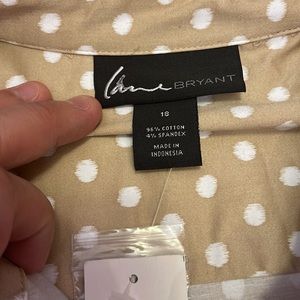 Lane BRYANT
18
96% COTTON
4% SPANDEX
MADE IN
INDONESIA